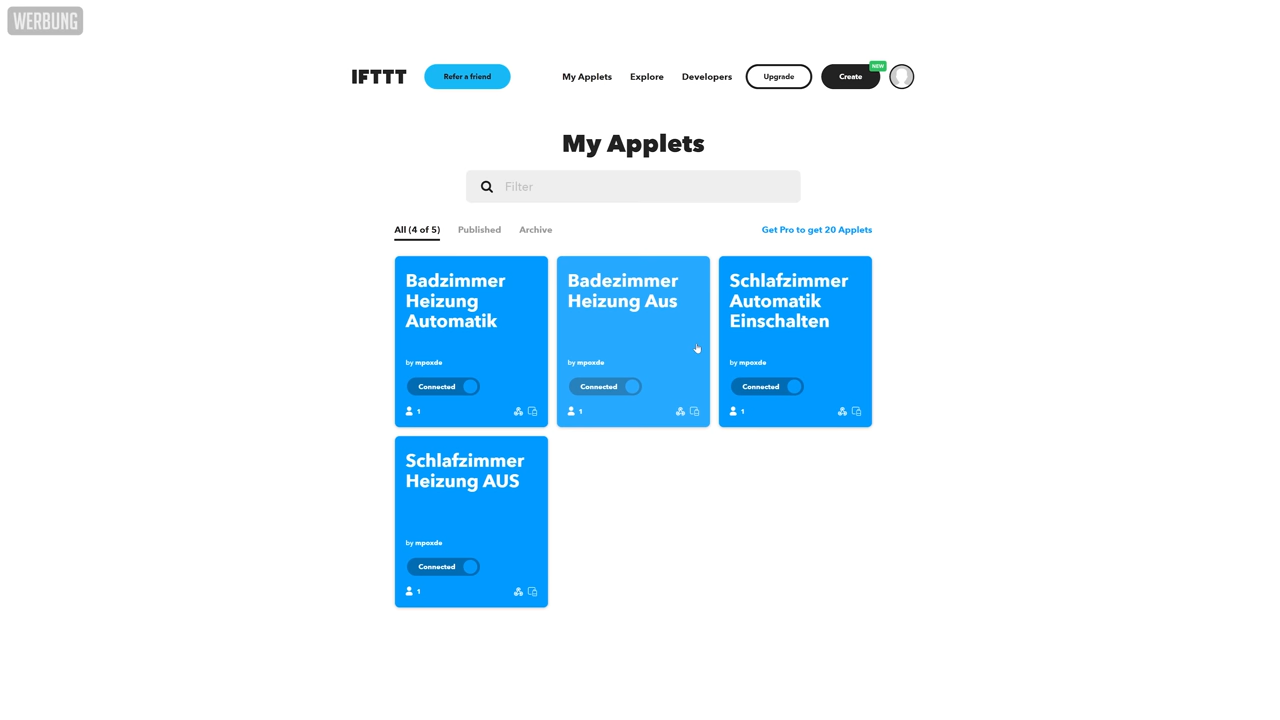 WERBUNG
IFTTT
Refer a friend
My Applets
Explore
Developers
Upgrade
Create
NEW
My Applets
Filter
All (4 of 5)
Published
Archive
Get Pro to get 20 Applets
Badzimmer
Heizung
Automatik
by mpoxde
Connected
1
Badezimmer
Heizung Aus
by mpoxde
Connected
1
Schlafzimmer
Automatik
Einschalten
by mpoxde
Connected
1
Schlafzimmer
Heizung AUS
by mpoxde
Connected
1